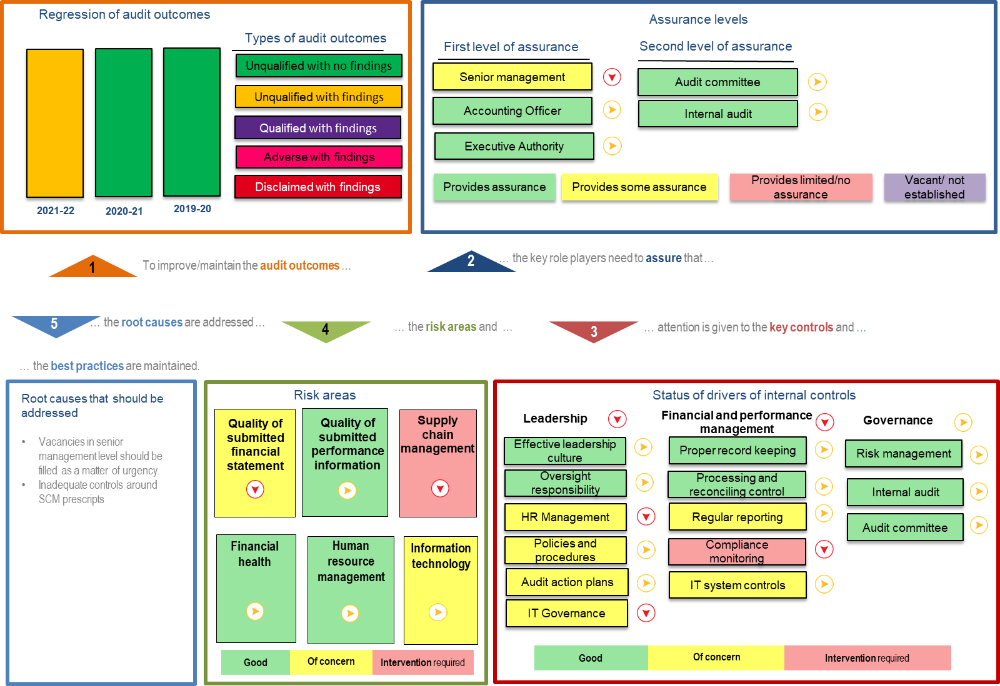 Regression of audit outcomes
Types of audit outcomes
Unqualified with no findings
Unqualified with findings
Qualified with findings
Adverse with findings
Disclaimed with findings
2021-22
2020-21
2019-20
Assurance levels
First level of assurance
Second level of assurance
Senior management
Accounting Officer
Executive Authority
Audit committee
Internal audit
Provides assurance
Provides some assurance
Provides limited/no
assurance
Vacant/ not
established
1
To improve/maintain the audit outcomes …
2
… the key role players need to assure that …
5
… the root causes are addressed …
4
… the risk areas and …
3
… attention is given to the key controls and …
… the best practices are maintained.
Root causes that should be
addressed
• Vacancies in senior
management level should be
filled as a matter of urgency.
• Inadequate controls around
SCM prescripts
Risk areas
Quality of
submitted
financial
statement
Quality of
submitted
performance
information
Supply
chain
management
Financial
health
Human
resource
management
Information
technology
Good
Of concern
Intervention required
Status of drivers of internal controls
Leadership
Effective leadership
culture
Oversight
responsibility
HR Management
Policies and
procedures
Audit action plans
IT Governance
Financial and performance
management
Proper record keeping
Processing and
reconciling control
Regular reporting
Compliance
monitoring
IT system controls
Governance
Risk management
Internal audit
Audit committee
Good
Of concern
Intervention required